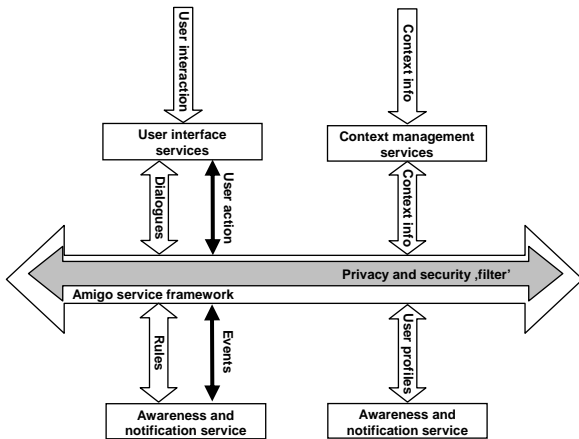 User interaction
Context info
User interface
services
Context management
services
Dialogues
User action
Context info
Privacy and security ‚filter’
Amigo service framework
Rules
Events
User profiles
Awareness and
notification service
Awareness and
notification service